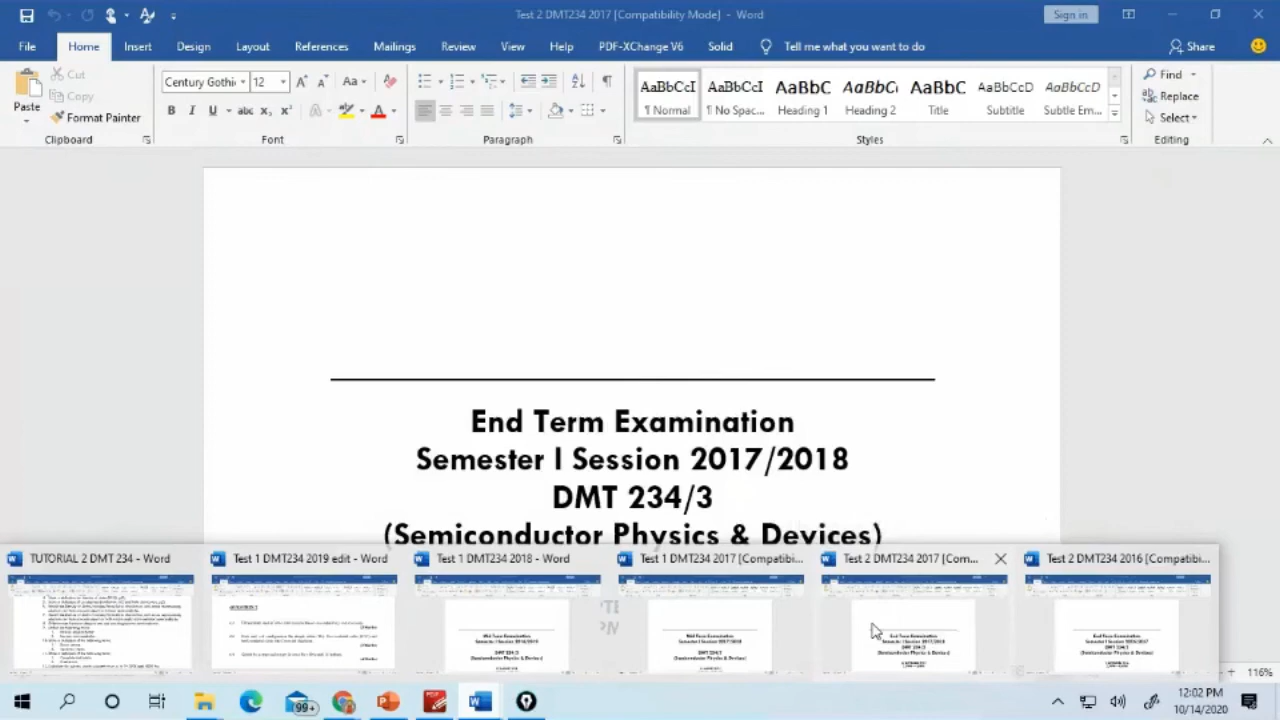 Test 2 DMT234 2017 [Compatibility Mode] - Word
Sign in
File Home Insert Design Layout References Mailings Review View Help PDF-XChange V6 Solid Tell me what you want to do Share
Paste
Cut
Copy
Format Painter
Clipboard
Century Gothi 12
Font
Paragraph
AaBbCcI AaBbCcI AaBbC AaBbCc AaBbC AaBbCcD AaBbCcD
¶ Normal ¶ No Spac... Heading 1 Heading 2 Title Subtitle Subtle Em...
Styles
Find
Replace
Select
Editing
End Term Examination
Semester I Session 2017/2018
DMT 234/3
(Semiconductor Physics & Devices)
TUTORIAL 2 DMT 234 - Word
Test 1 DMT234 2019 edit - Word
Test 1 DMT234 2018 - Word
Test 1 DMT234 2017 [Compatibi...
Test 2 DMT234 2017 [Com...
Test 2 DMT234 2016 [Compatibi...
116%
99+
12:02 PM
10/14/2020